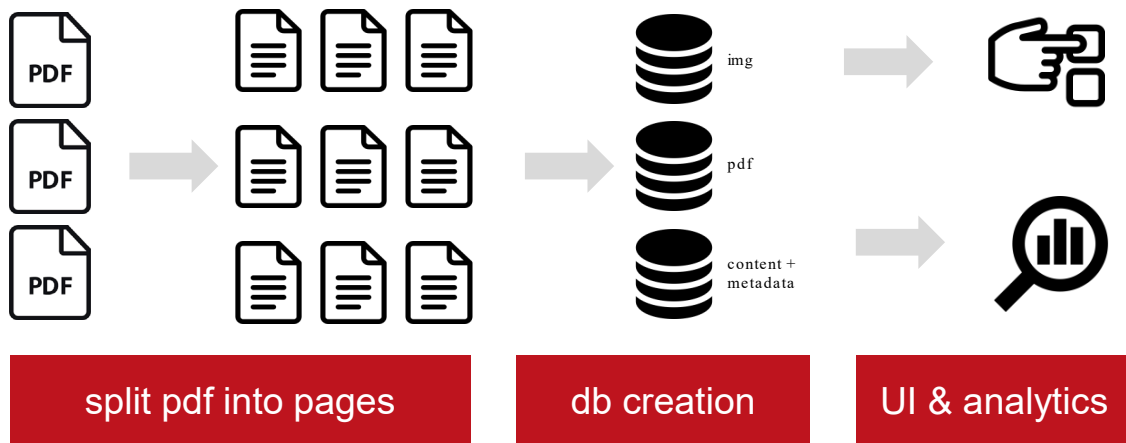 PDF
PDF
PDF
img
pdf
content +
metadata
split pdf into pages
db creation
UI & analytics